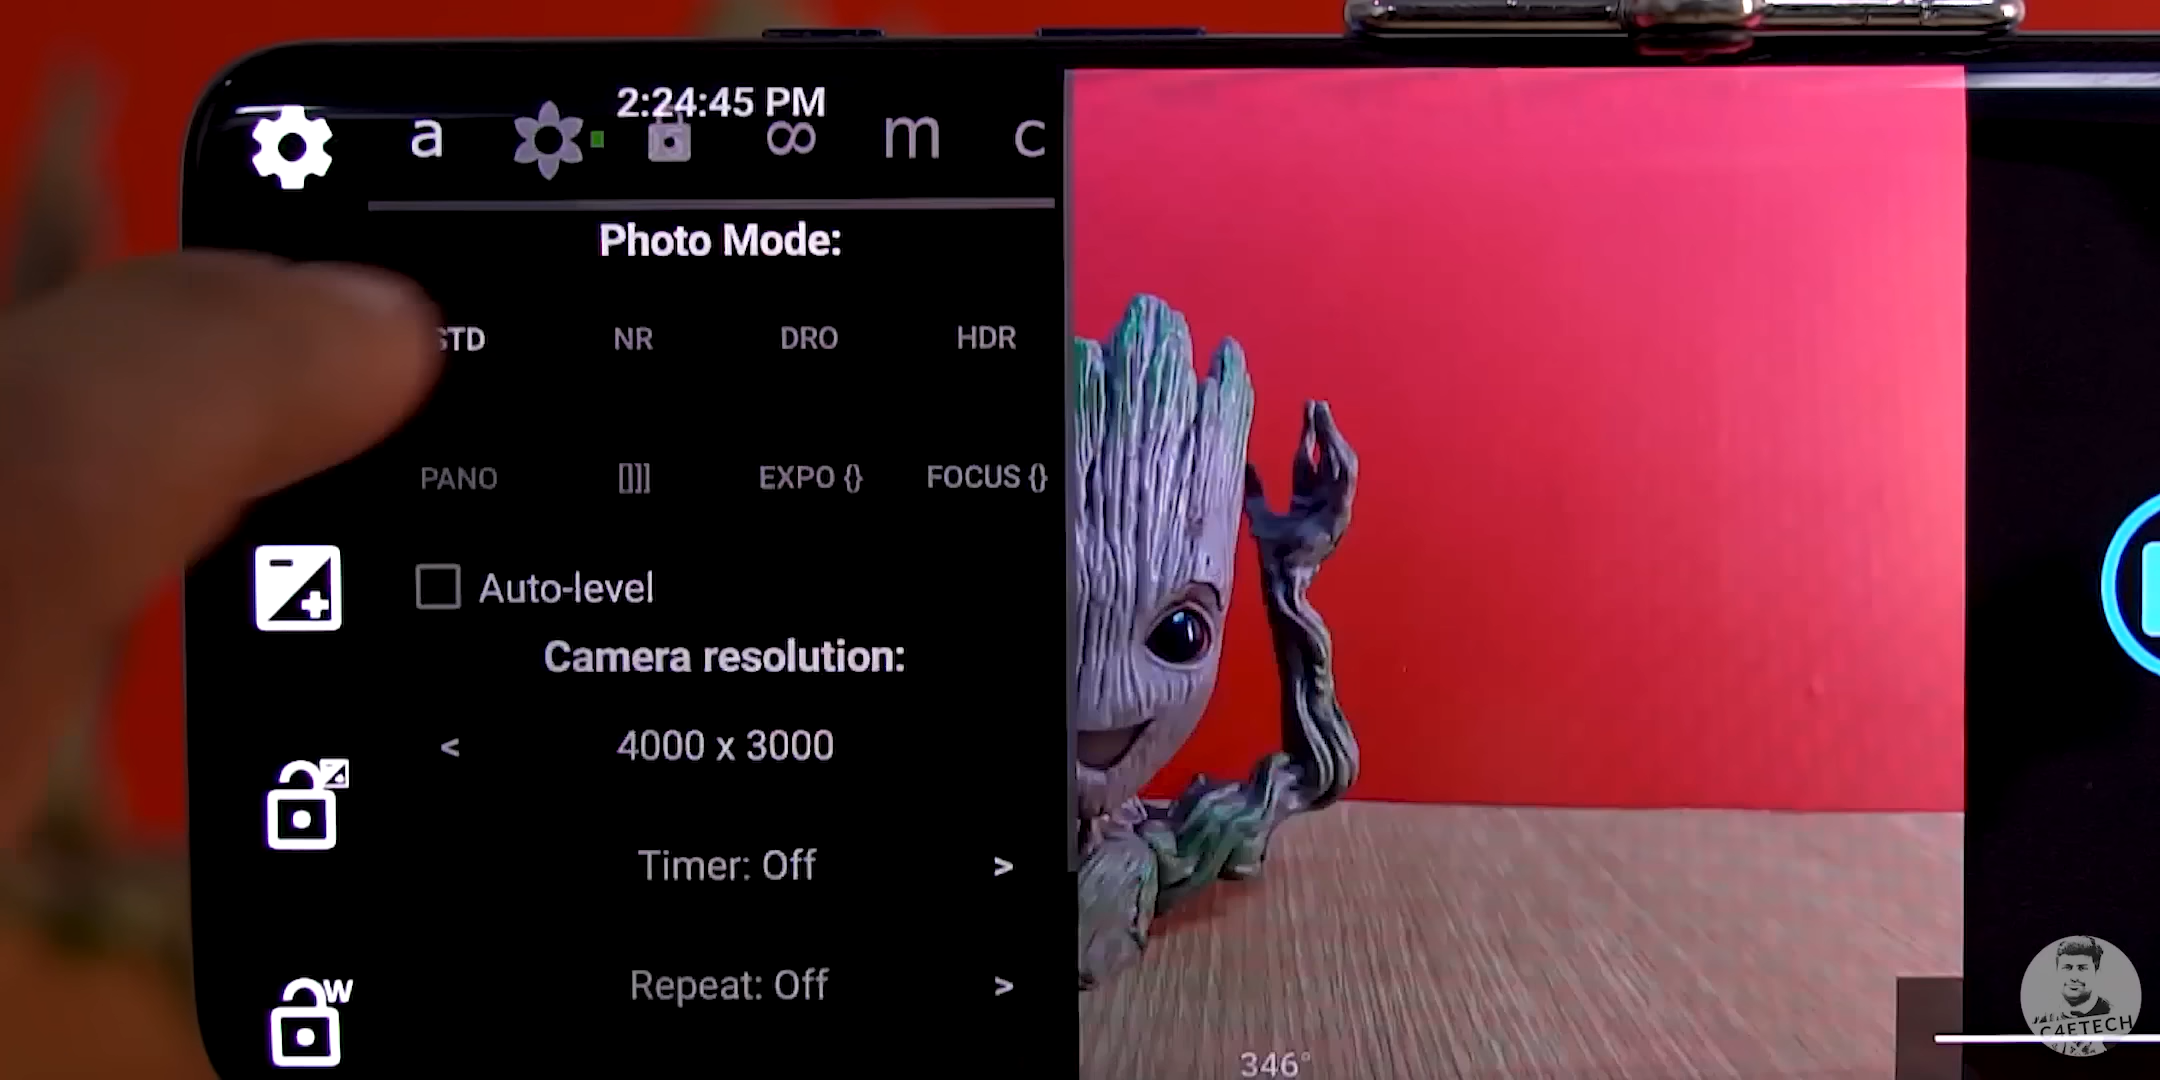 2:24:45 PM
a m c
Photo Mode:
STD NR DRO HDR
PANO []]] EXPO {} FOCUS {}
Auto-level
Camera resolution:
< 4000 x 3000
Timer: Off >
Repeat: Off >
W
346°
C4ETECH